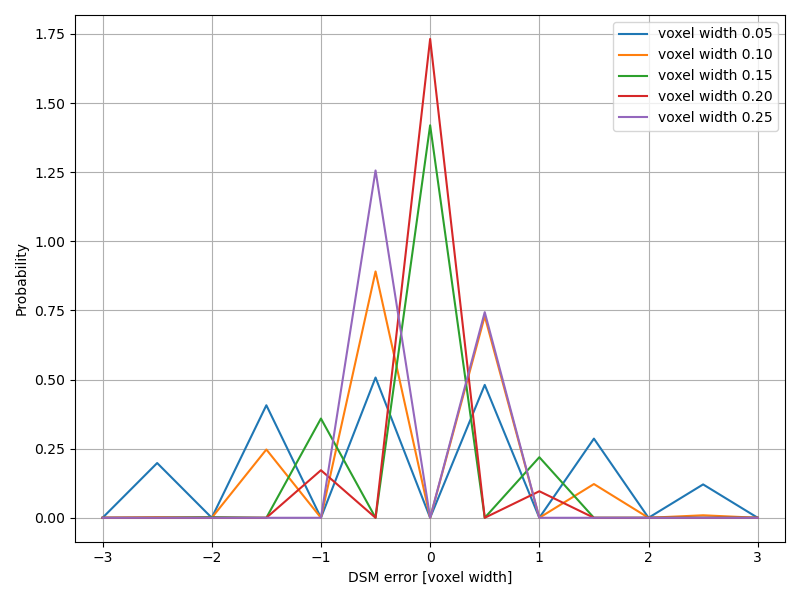 1.75
1.50
1.25
1.00
0.75
0.50
0.25
0.00
Probability
voxel width 0.05
voxel width 0.10
voxel width 0.15
voxel width 0.20
voxel width 0.25
−3 −2 −1 0 1 2 3
DSM error [voxel width]